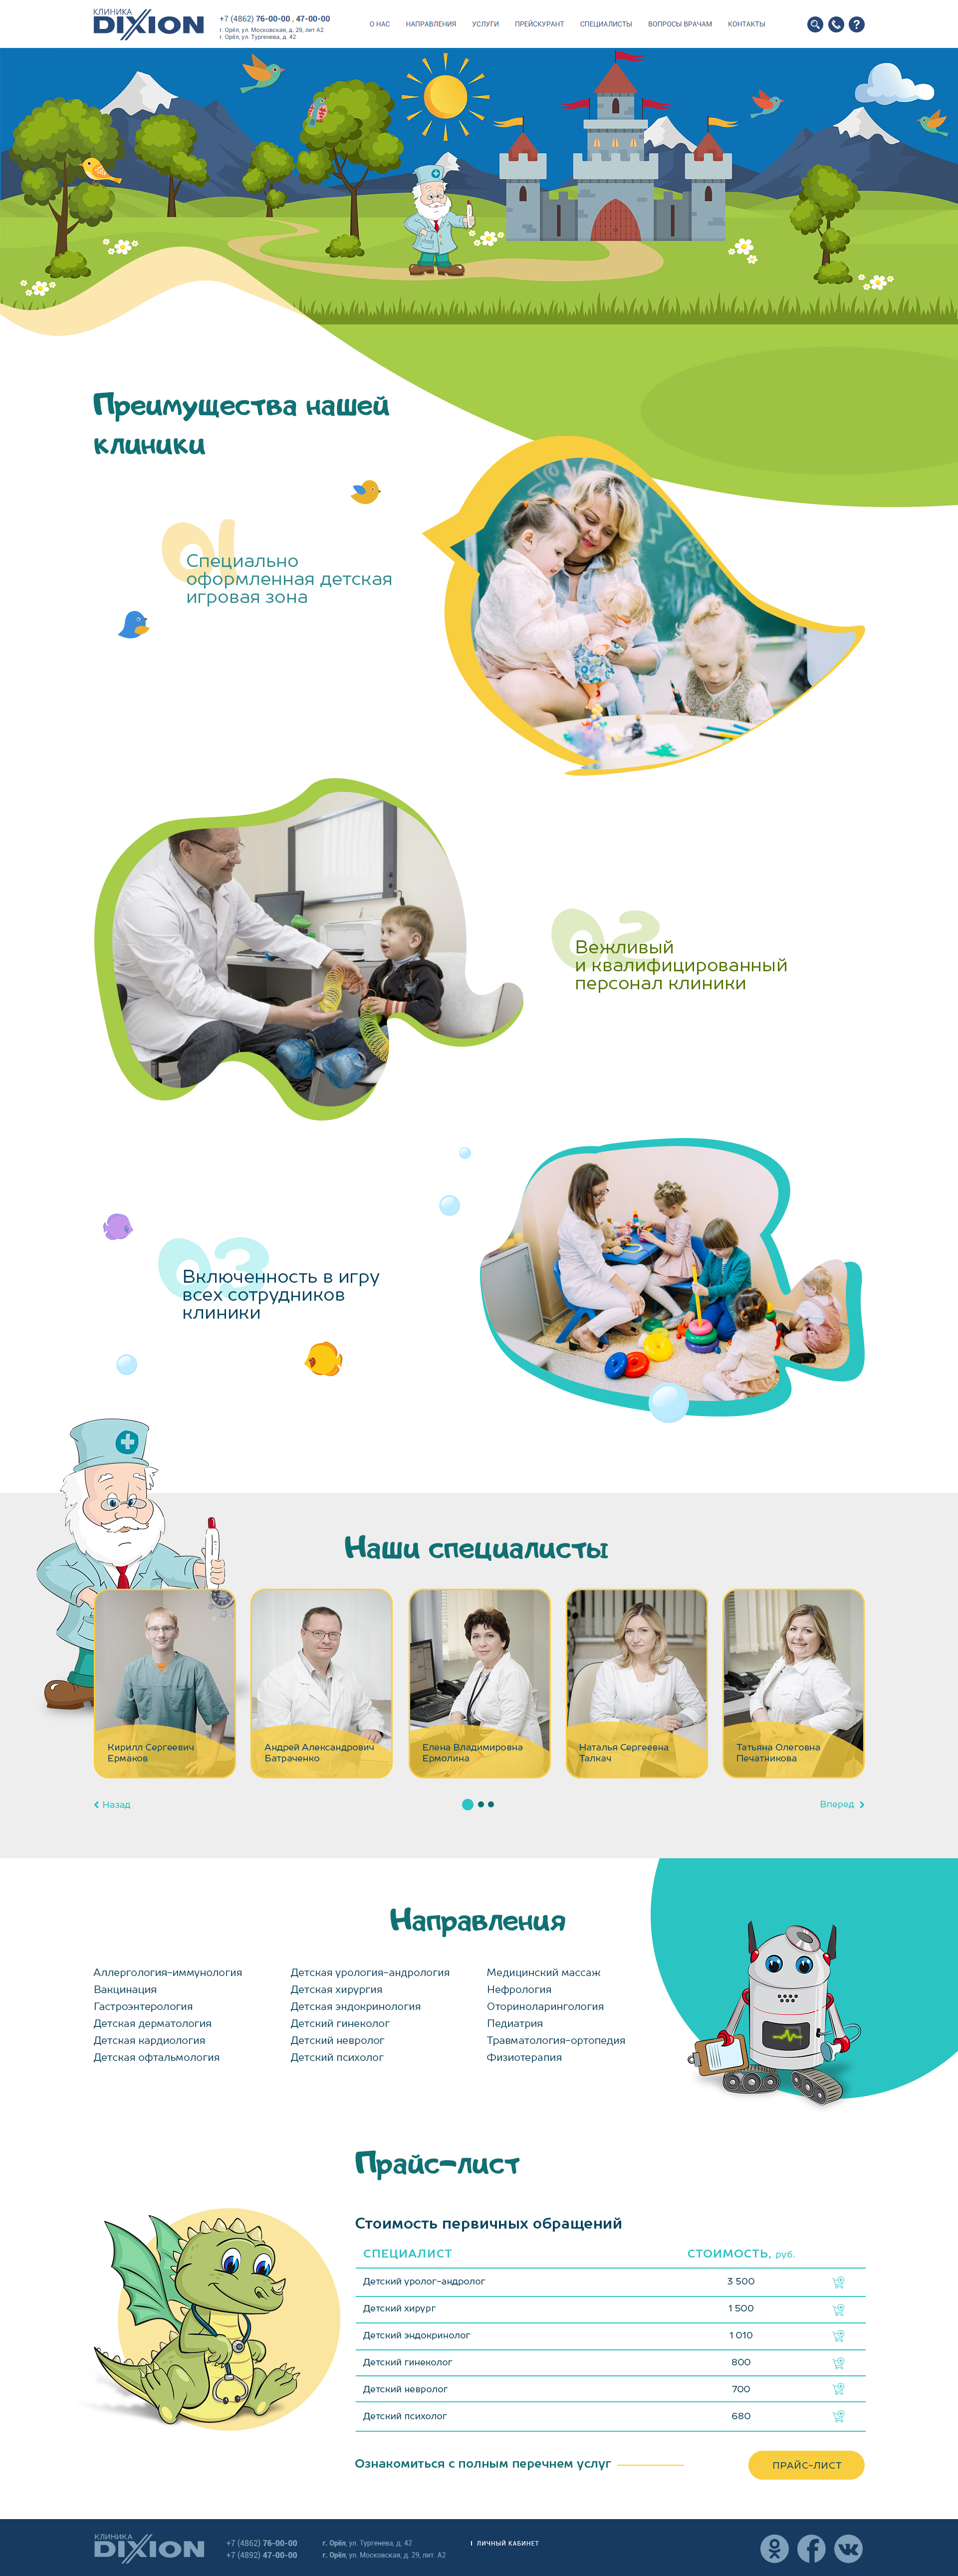 КЛИНИКА
DIXION
+7 (4862) 76-00-00 , 47-00-00
г. Орёл, ул. Московская, д. 29, лит А2
г. Орёл, ул. Тургенева, д. 42
О НАС НАПРАВЛЕНИЯ УСЛУГИ ПРЕЙСКУРАНТ СПЕЦИАЛИСТЫ ВОПРОСЫ ВРАЧАМ КОНТАКТЫ
?
Преимущества нашей
клиники
01
Специально
оформленная детская
игровая зона
02
Вежливый
и квалифицированный
персонал клиники
03
Включенность в игру
всех сотрудников
клиники
Наши специалисты
Кирилл Сергеевич
Ермаков
Андрей Александрович
Батраченко
Елена Владимировна
Ермолина
Наталья Сергеевна
Талкач
Татьяна Олеговна
Печатникова
Назад
Вперед
Направления
Аллергология-иммунология
Вакцинация
Гастроэнтерология
Детская дерматология
Детская кардиология
Детская офтальмология
Детская урология-андрология
Детская хирургия
Детская эндокринология
Детский гинеколог
Детский невролог
Детский психолог
Медицинский массаж
Нефрология
Оториноларингология
Педиатрия
Травматология-ортопедия
Физиотерапия
Прайс-лист
Стоимость первичных обращений
СПЕЦИАЛИСТ СТОИМОСТЬ, руб.
Детский уролог-андролог 3 500
Детский хирург 1 500
Детский эндокринолог 1 010
Детский гинеколог 800
Детский невролог 700
Детский психолог 680
Ознакомиться с полным перечнем услуг
ПРАЙС-ЛИСТ
КЛИНИКА
DIXION
+7 (4862) 76-00-00
+7 (4892) 47-00-00
г. Орёл, ул. Тургенева, д. 42
г. Орёл, ул. Московская, д. 29, лит. А2
ЛИЧНЫЙ КАБИНЕТ